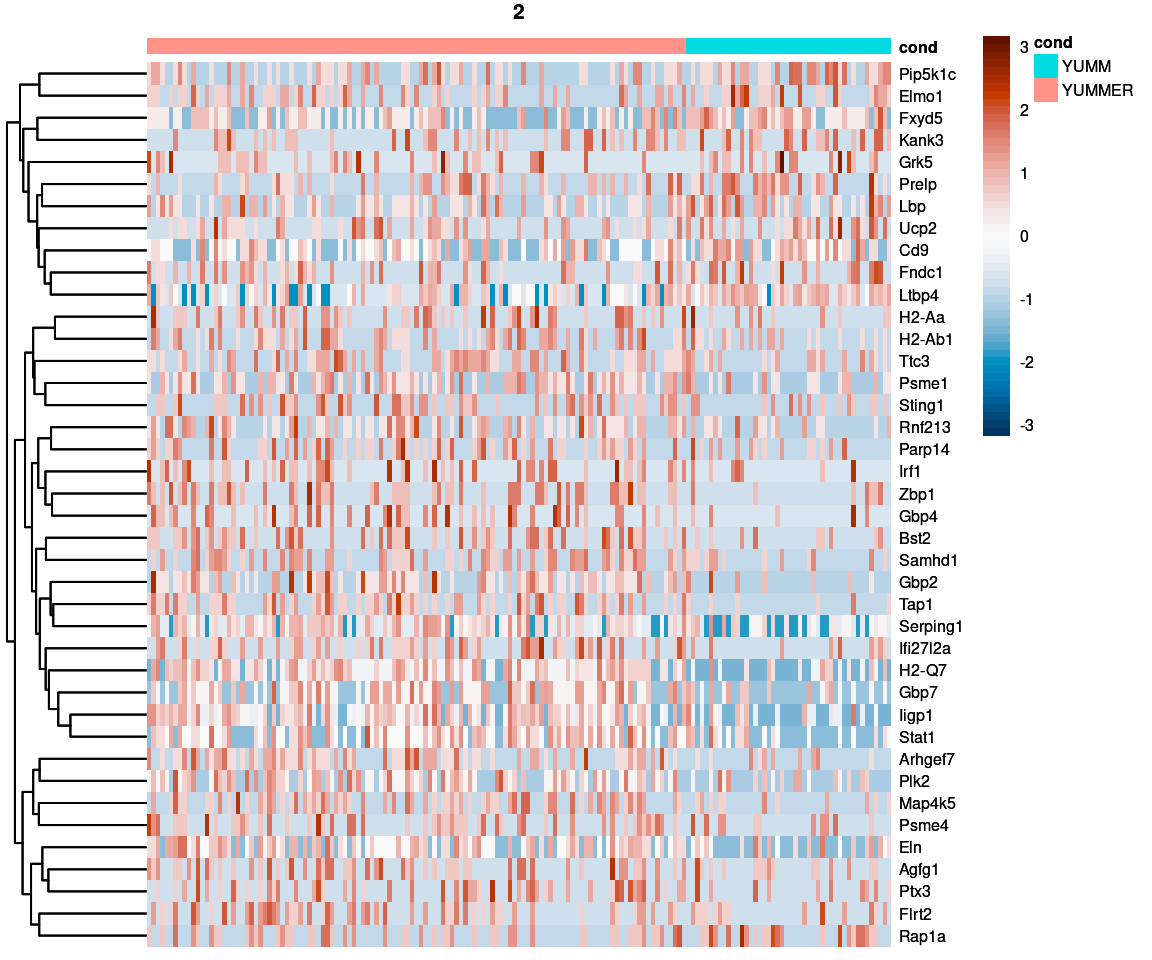 2
cond
Pip5k1c
Elmo1
Fxyd5
Kank3
Grk5
Prelp
Lbp
Ucp2
Cd9
Fndc1
Ltbp4
H2-Aa
H2-Ab1
Ttc3
Psme1
Sting1
Rnf213
Parp14
Irf1
Zbp1
Gbp4
Bst2
Samhd1
Gbp2
Tap1
Serping1
Ifi27l2a
H2-Q7
Gbp7
Iigp1
Stat1
Arhgef7
Plk2
Map4k5
Psme4
Eln
Agfg1
Ptx3
Flrt2
Rap1a
3
2
1
0
-1
-2
-3
cond
YUMM
YUMMER